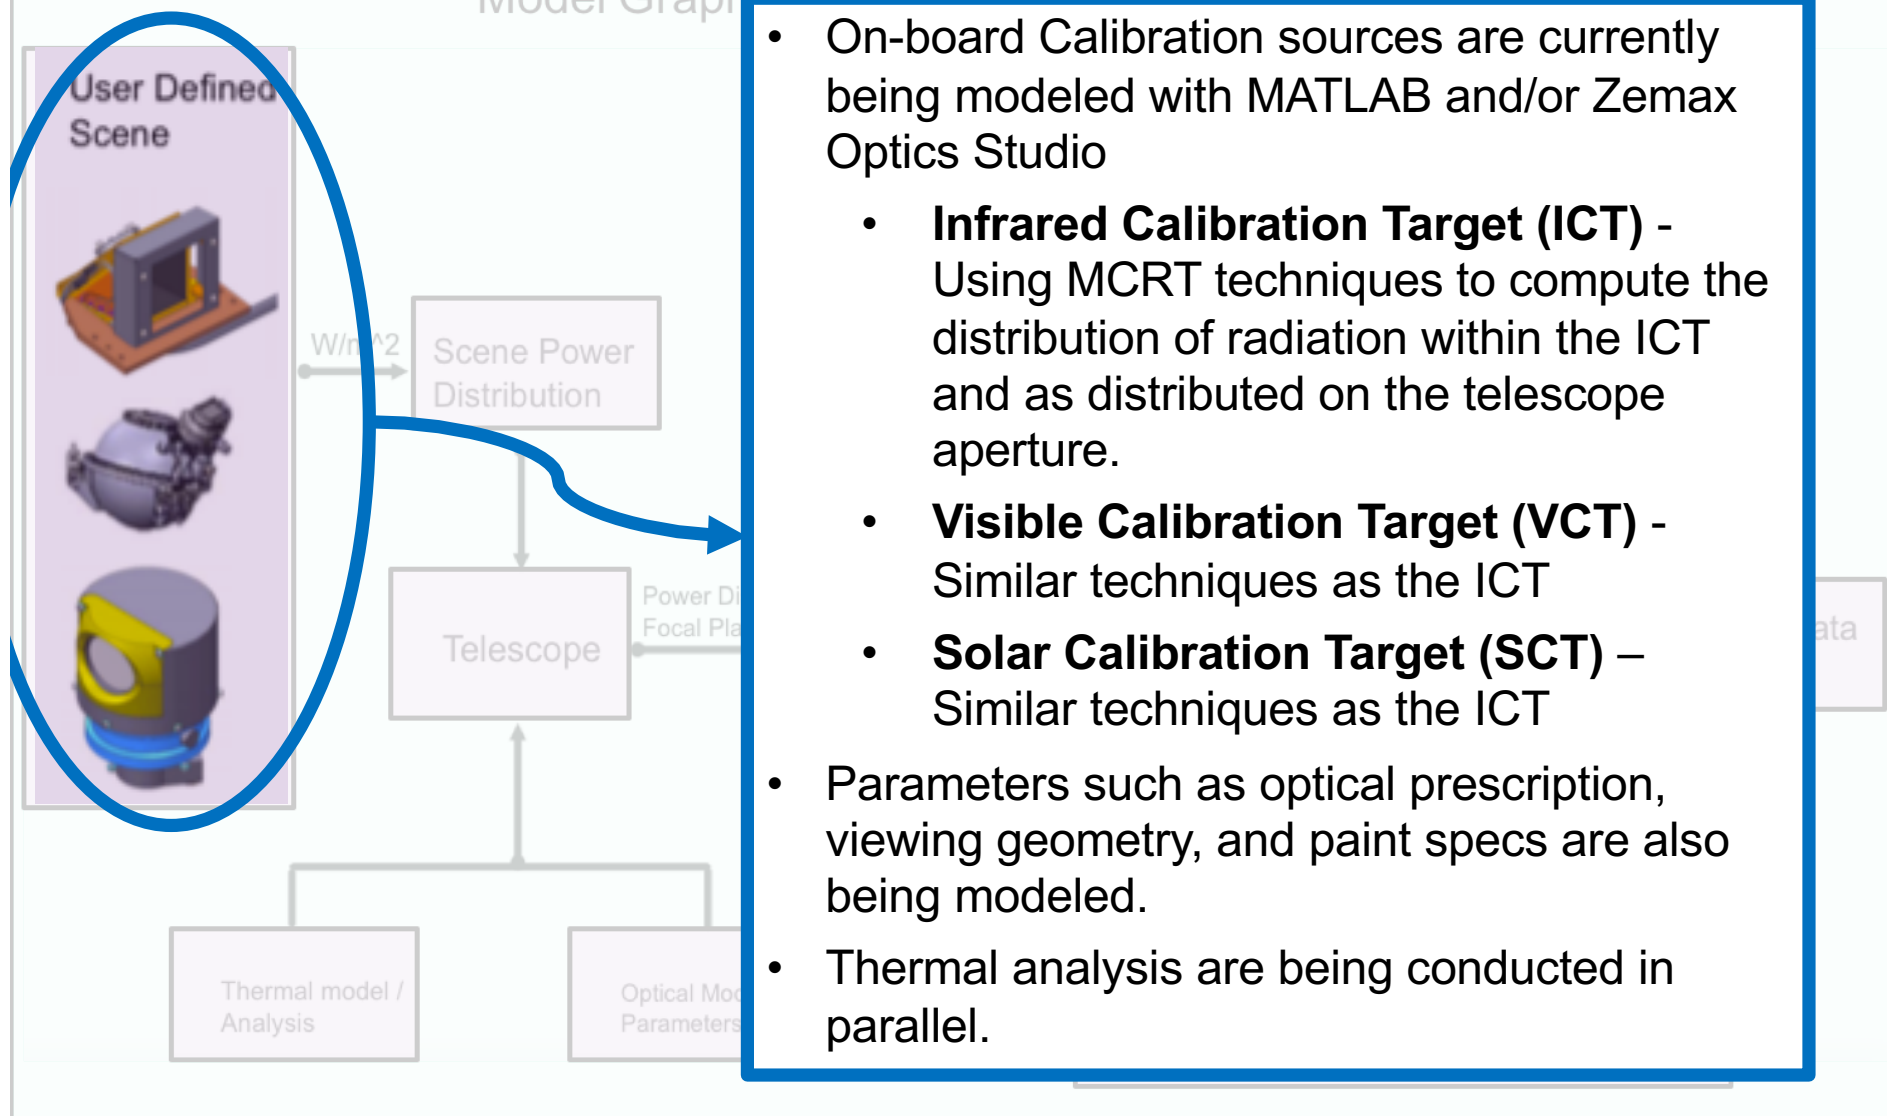 User Defined
Scene
Scene Power
Distribution
Telescope
Thermal model /
Analysis
Optical
Parameters
Power
Focal
• On-board Calibration sources are currently
being modeled with MATLAB and/or Zemax
Optics Studio
• Infrared Calibration Target (ICT) -
Using MCRT techniques to compute the
distribution of radiation within the ICT
and as distributed on the telescope
aperture.
• Visible Calibration Target (VCT) -
Similar techniques as the ICT
• Solar Calibration Target (SCT) –
Similar techniques as the ICT
• Parameters such as optical prescription,
viewing geometry, and paint specs are also
being modeled.
• Thermal analysis are being conducted in
parallel.